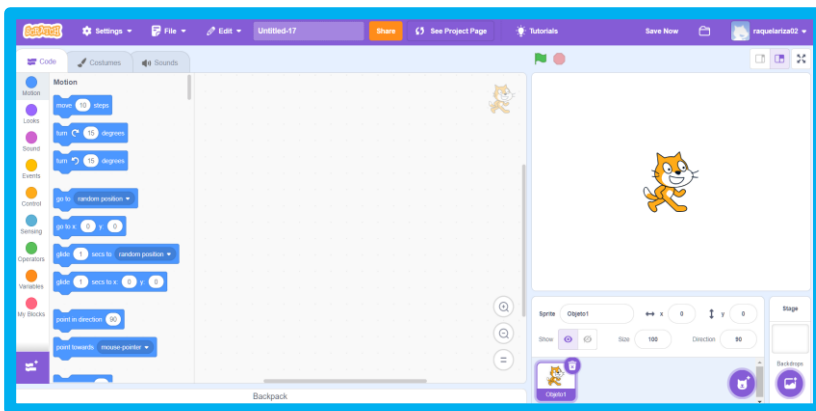 SCRATCH Settings File Edit Untitled-17 Share See Project Page Tutorials Save Now raquelariza02
Code Costumes Sounds
Motion
Looks
Sound
Events
Control
Sensing
Operators
Variables
My Blocks
Motion
move 10 steps
turn 15 degrees
turn 15 degrees
go to random position
go to x: 0 y: 0
glide 1 secs to random position
glide 1 secs to x: 0 y: 0
point in direction 90
point towards mouse-pointer
Backpack
Sprite Objeto1 x 0 y 0
Show Size 100 Direction 90
Objeto1
Stage
Backdrops